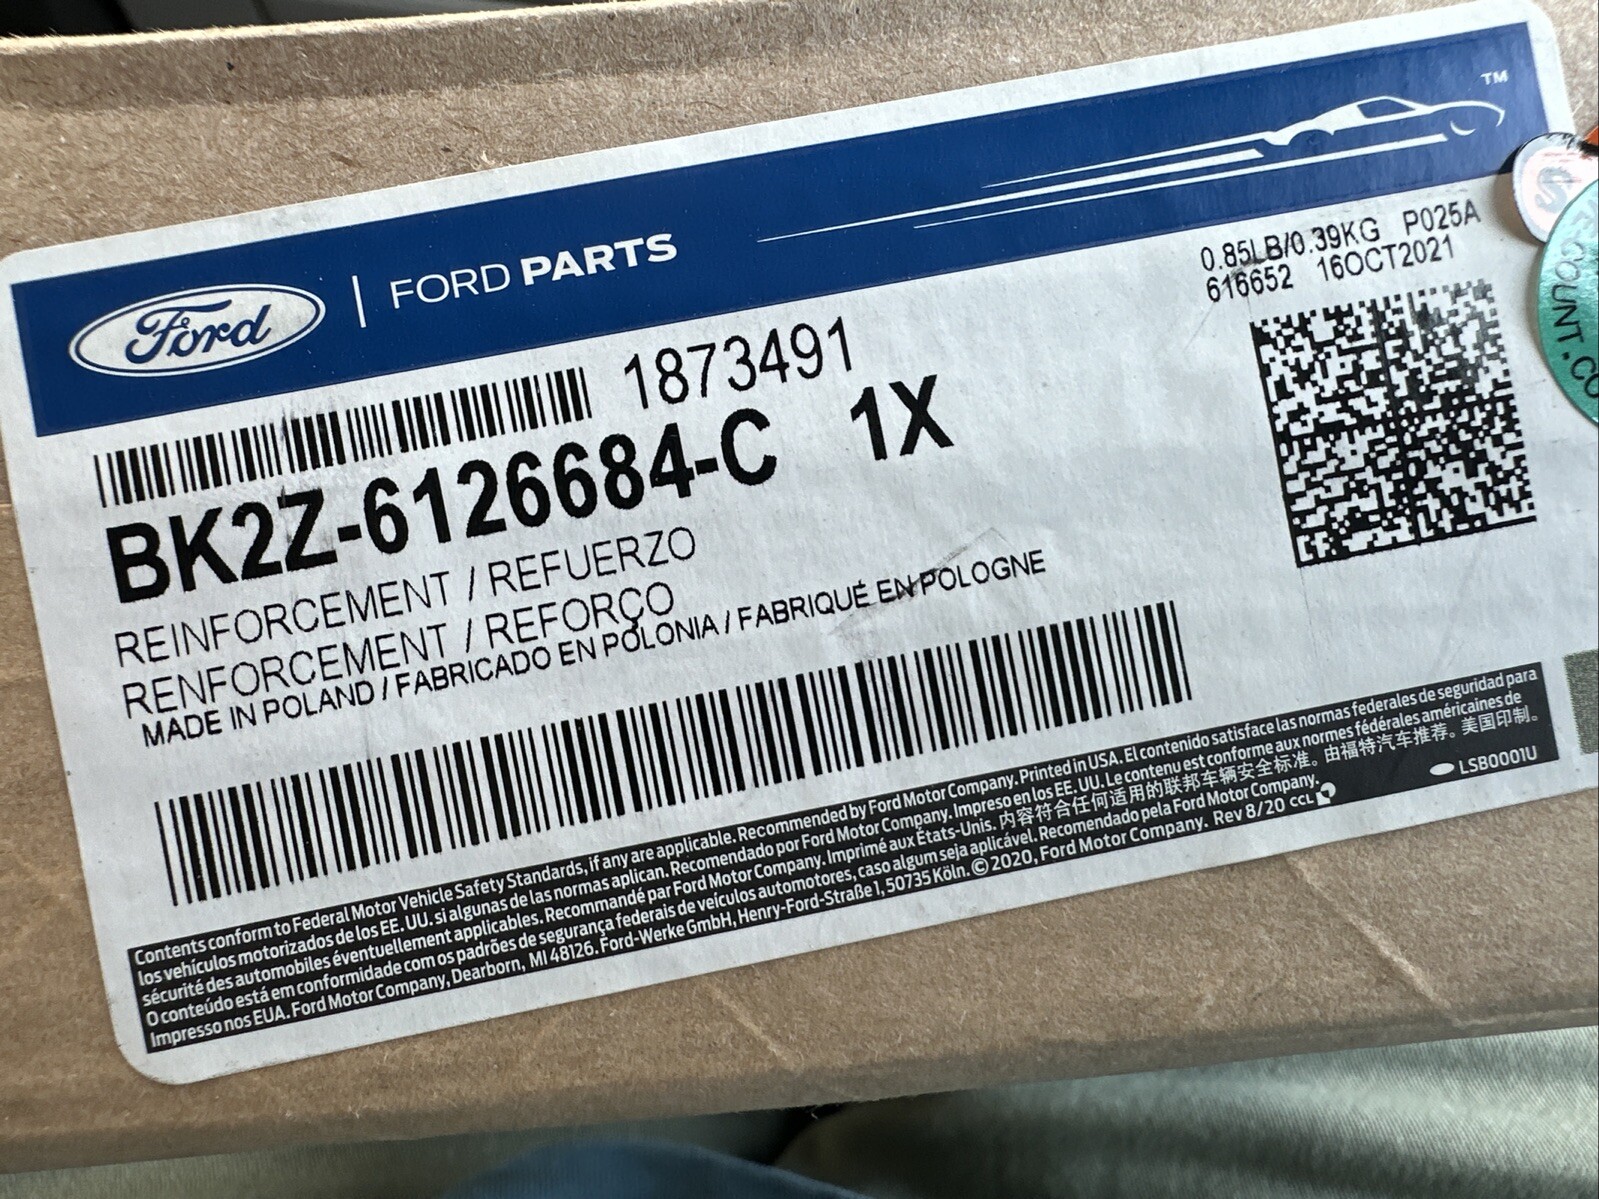 TM
Ford | FORD PARTS
0.85LB/0.39KG P025A
616652 16OCT2021
1873491
BK2Z-6126684-C 1X
REINFORCEMENT / REFUERZO
RENFORCEMENT / REFORÇO
MADE IN POLAND / FABRICADO EN POLONIA / FABRIQUÉ EN POLOGNE
Contents conform to Federal Motor Vehicle Safety Standards, if any are applicable. Recommended by Ford Motor Company. Printed in USA. El contenido satisface las normas federales de seguridad para
los vehículos motorizados de los EE. UU. si algunas de las normas aplican. Recomendado por Ford Motor Company. Impreso en los EE. UU. Le contenu est conforme aux normes fédérales américaines de
sécurité des automobiles éventuellement applicables. Recommandé par Ford Motor Company. Imprimé aux États-Unis. 内容符合任何适用的联邦车辆安全标准。由福特汽车推荐。美国印制。
O conteúdo está em conformidade com os padrões de segurança federais de veículos automotores, caso algum seja aplicável. Recomendado pela Ford Motor Company.
Impresso nos EUA. Ford Motor Company, Dearborn, MI 48126. Ford-Werke GmbH, Henry-Ford-Straße 1, 50735 Köln. © 2020, Ford Motor Company. Rev 8/20 CCL
LSB0001U
COUNT.CO